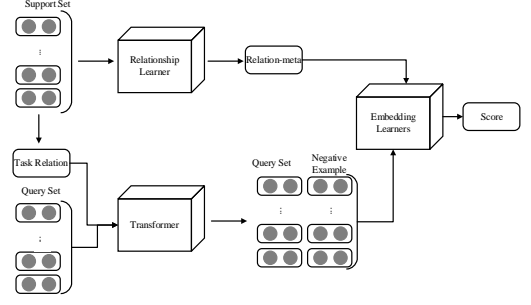 Support Set
Relationship
Learner
Relation-meta
Embedding
Learners
Score
Task Relation
Query Set
Transformer
Query Set
Negative
Example